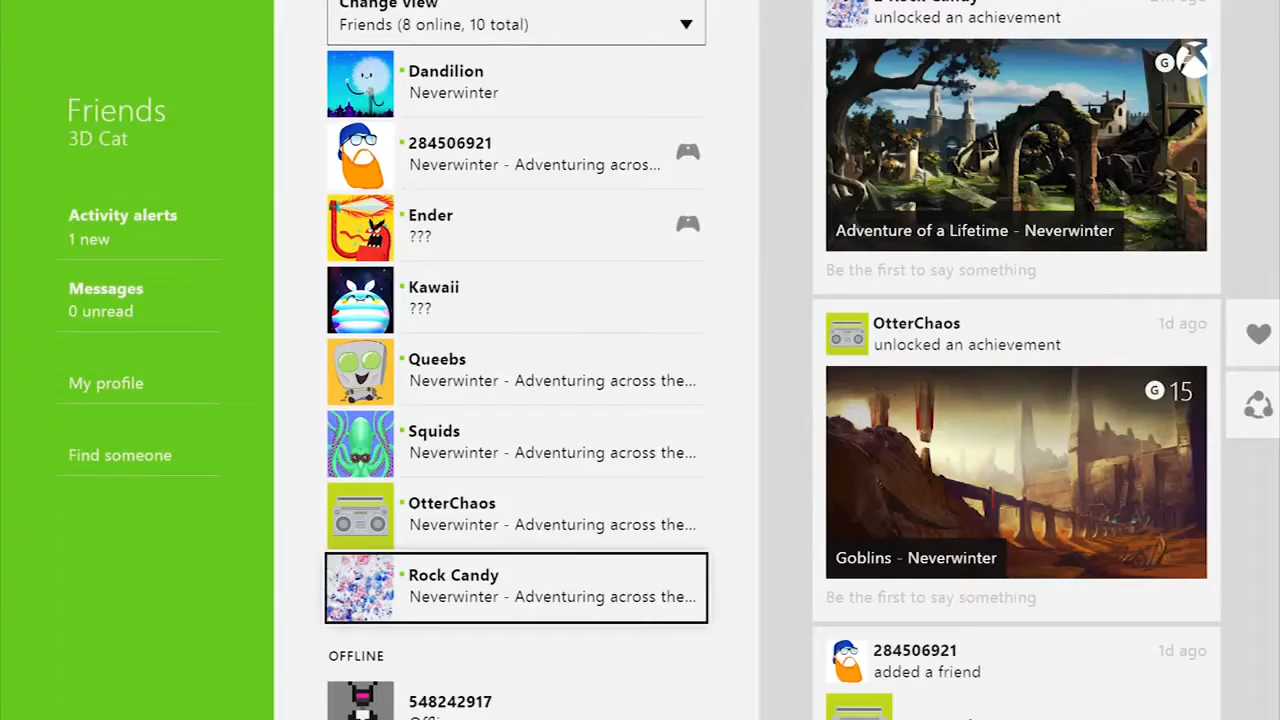 Friends
3D Cat
Activity alerts
1 new
Messages
0 unread
My profile
Find someone
Change view
Friends (8 online, 10 total)
Dandilion
Neverwinter
284506921
Neverwinter - Adventuring acros...
Ender
???
Kawaii
???
Queebs
Neverwinter - Adventuring across the...
Squids
Neverwinter - Adventuring across the...
OtterChaos
Neverwinter - Adventuring across the...
Rock Candy
Neverwinter - Adventuring across the...
OFFLINE
548242917
Rock Candy
unlocked an achievement
G
Adventure of a Lifetime - Neverwinter
Be the first to say something
OtterChaos
1d ago
unlocked an achievement
G 15
Goblins - Neverwinter
Be the first to say something
284506921
1d ago
added a friend